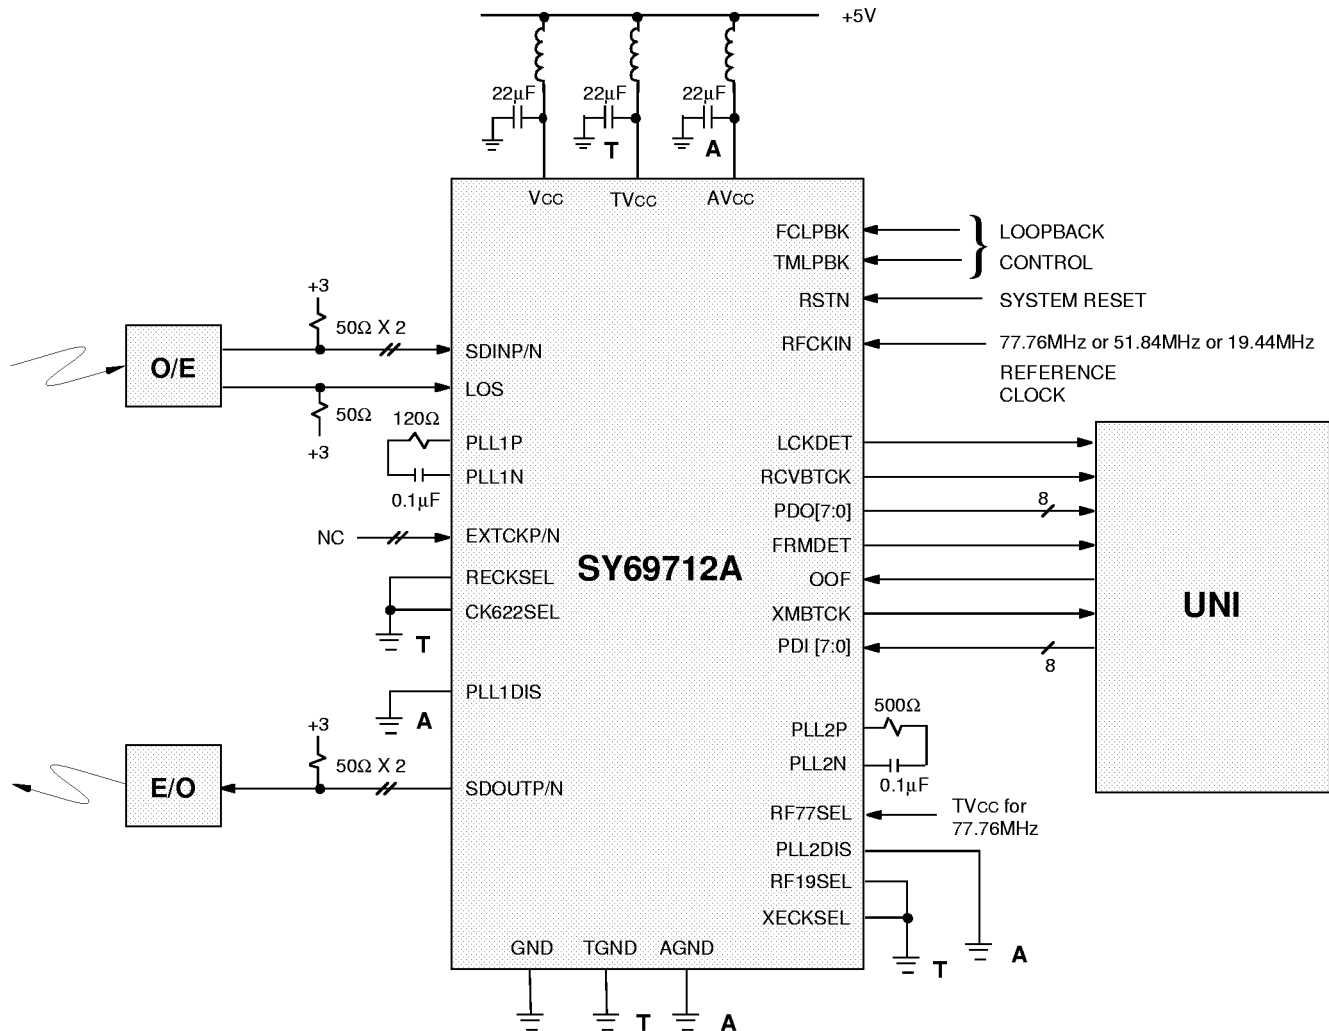 +5V
22µF 22µF 22µF
T A
VCC TVCC AVCC
FCLPBK
TMLPBK
LOOPBACK
CONTROL
RSTN
SYSTEM RESET
RFCKIN
77.76MHz or 51.84MHz or 19.44MHz
REFERENCE
CLOCK
+3
50Ω X 2
O/E
SDINP/N
LOS
50Ω
+3
120Ω
PLL1P
PLL1N
0.1µF
NC
EXTCKP/N
RECKSEL
CK622SEL
T
PLL1DIS
A
+3
50Ω X 2
E/O
SDOUTP/N
SY69712A
LCKDET
RCVBTCK
PDO[7:0]
8
FRMDET
OOF
XMBTCK
PDI [7:0]
8
UNI
500Ω
PLL2P
PLL2N
0.1µF
RF77SEL
TVCC for
77.76MHz
PLL2DIS
RF19SEL
XECKSEL
T
A
GND TGND AGND
T A